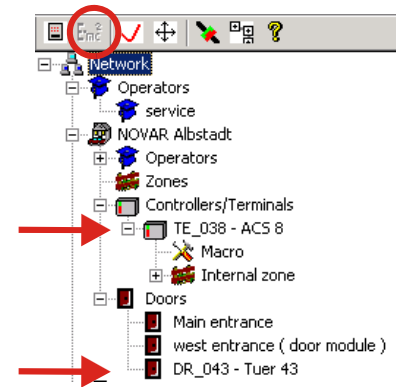 Emc²
Network
Operators
service
NOVAR Albstadt
Operators
Zones
Controllers/Terminals
TE_038 - ACS 8
Macro
Internal zone
Doors
Main entrance
west entrance ( door module )
DR_043 - Tuer 43